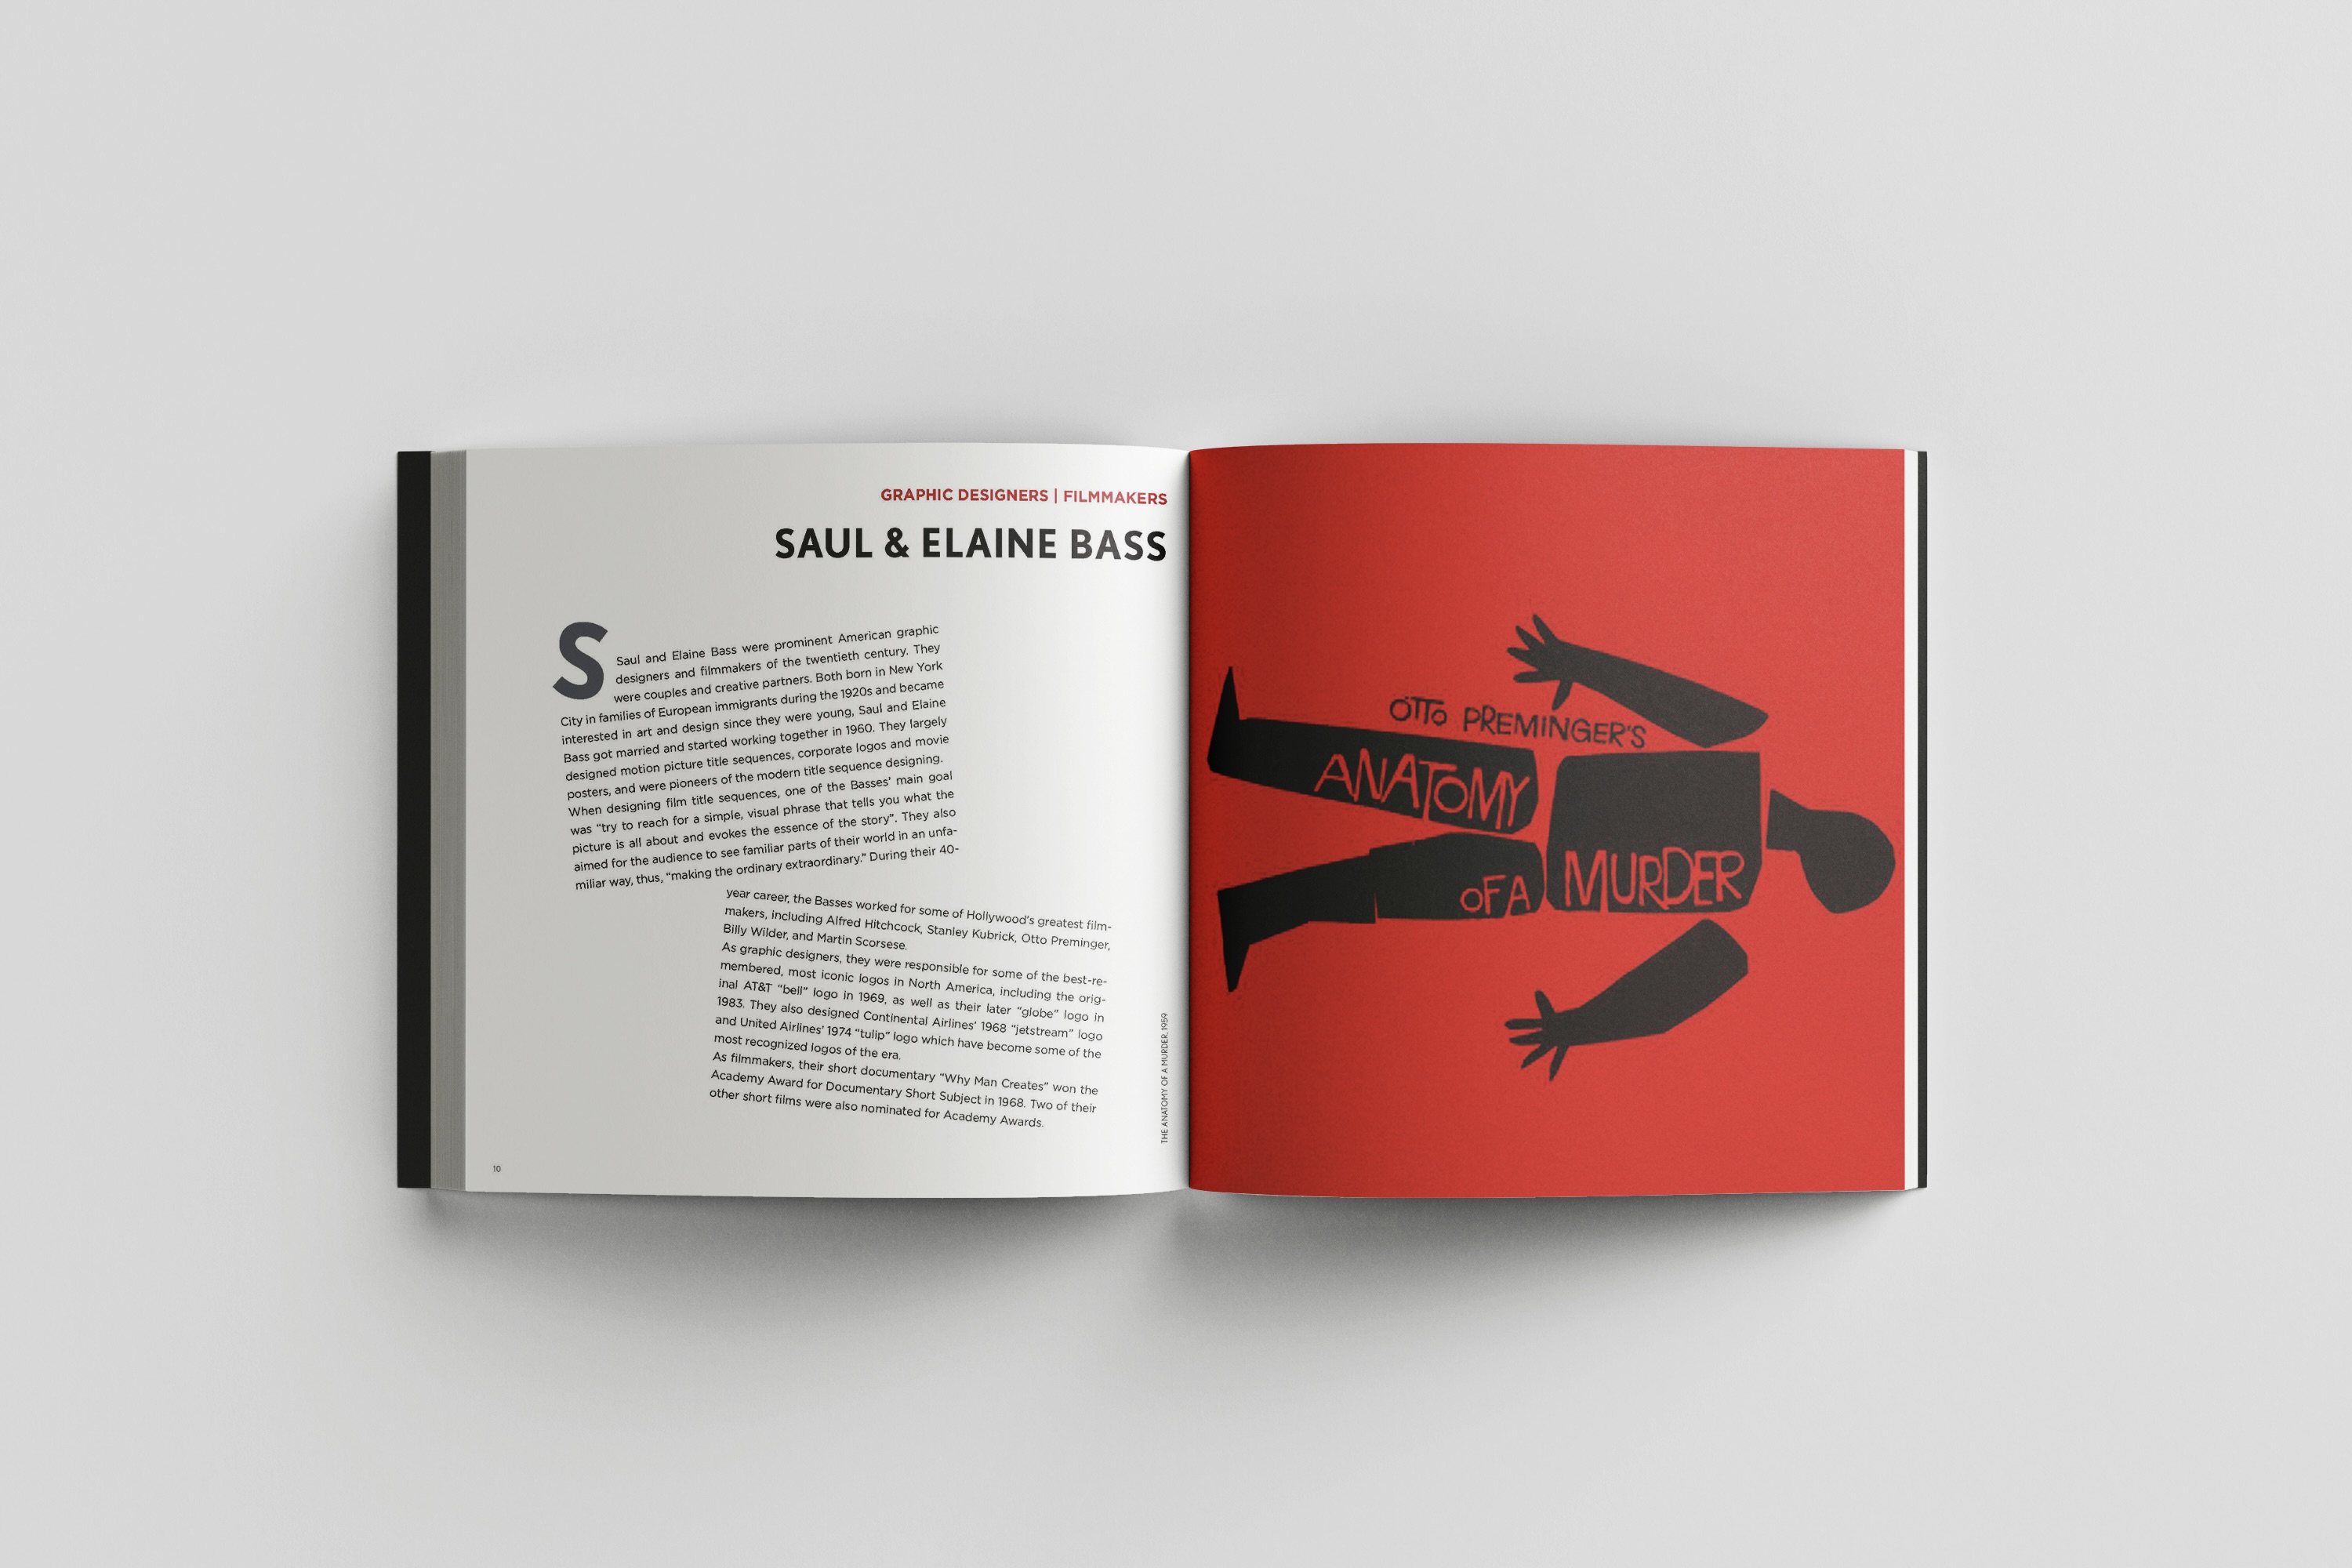 GRAPHIC DESIGNERS | FILMMAKERS
SAUL & ELAINE BASS
S
Saul and Elaine Bass were prominent American graphic
designers and filmmakers of the twentieth century. They
were couples and creative partners. Both born in New York
City in families of European immigrants during the 1920s and became
interested in art and design since they were young, Saul and Elaine
Bass got married and started working together in 1960. They largely
designed motion picture title sequences, corporate logos and movie
posters, and were pioneers of the modern title sequence designing.
When designing film title sequences, one of the Basses’ main goal
was “try to reach for a simple, visual phrase that tells you what the
picture is all about and evokes the essence of the story”. They also
aimed for the audience to see familiar parts of their world in an unfa-
miliar way, thus, “making the ordinary extraordinary.” During their 40-
year career, the Basses worked for some of Hollywood’s greatest film-
makers, including Alfred Hitchcock, Stanley Kubrick, Otto Preminger,
Billy Wilder, and Martin Scorsese.
As graphic designers, they were responsible for some of the best-re-
membered, most iconic logos in North America, including the orig-
inal AT&T “bell” logo in 1969, as well as their later “globe” logo in
1983. They also designed Continental Airlines’ 1968 “jetstream” logo
and United Airlines’ 1974 “tulip” logo which have become some of the
most recognized logos of the era.
As filmmakers, their short documentary “Why Man Creates” won the
Academy Award for Documentary Short Subject in 1968. Two of their
other short films were also nominated for Academy Awards.
THE ANATOMY OF A MURDER, 1959
10
OTTO PREMINGER'S
ANATOMY
OF A
MURDER